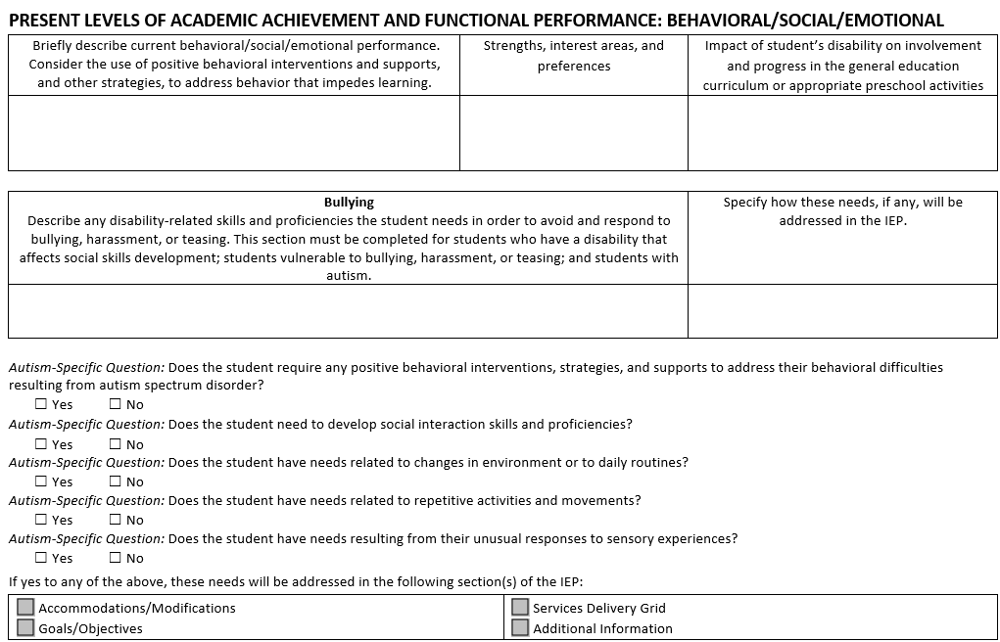 PRESENT LEVELS OF ACADEMIC ACHIEVEMENT AND FUNCTIONAL PERFORMANCE: BEHAVIORAL/SOCIAL/EMOTIONAL
Briefly describe current behavioral/social/emotional performance.
Consider the use of positive behavioral interventions and supports,
and other strategies, to address behavior that impedes learning.
Strengths, interest areas, and
preferences
Impact of student’s disability on involvement
and progress in the general education
curriculum or appropriate preschool activities
Bullying
Describe any disability-related skills and proficiencies the student needs in order to avoid and respond to
bullying, harassment, or teasing. This section must be completed for students who have a disability that
affects social skills development; students vulnerable to bullying, harassment, or teasing; and students with
autism.
Specify how these needs, if any, will be
addressed in the IEP.
Autism-Specific Question: Does the student require any positive behavioral interventions, strategies, and supports to address their behavioral difficulties
resulting from autism spectrum disorder?
☐ Yes ☐ No
Autism-Specific Question: Does the student need to develop social interaction skills and proficiencies?
☐ Yes ☐ No
Autism-Specific Question: Does the student have needs related to changes in environment or to daily routines?
☐ Yes ☐ No
Autism-Specific Question: Does the student have needs related to repetitive activities and movements?
☐ Yes ☐ No
Autism-Specific Question: Does the student have needs resulting from their unusual responses to sensory experiences?
☐ Yes ☐ No
If yes to any of the above, these needs will be addressed in the following section(s) of the IEP:
Accommodations/Modifications
Goals/Objectives
Services Delivery Grid
Additional Information